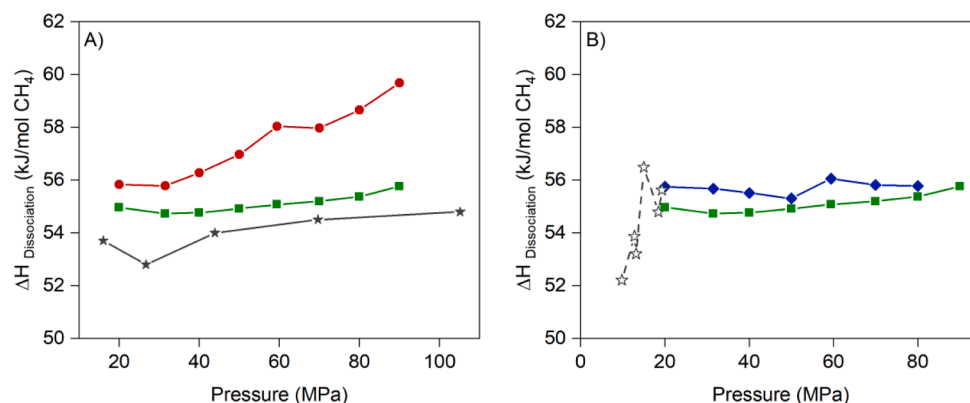 A)
62
60
58
56
54
52
50
ΔH Dissociation (kJ/mol CH4)
20 40 60 80 100
Pressure (MPa)
B)
62
60
58
56
54
52
50
ΔH Dissociation (kJ/mol CH4)
0 20 40 60 80
Pressure (MPa)